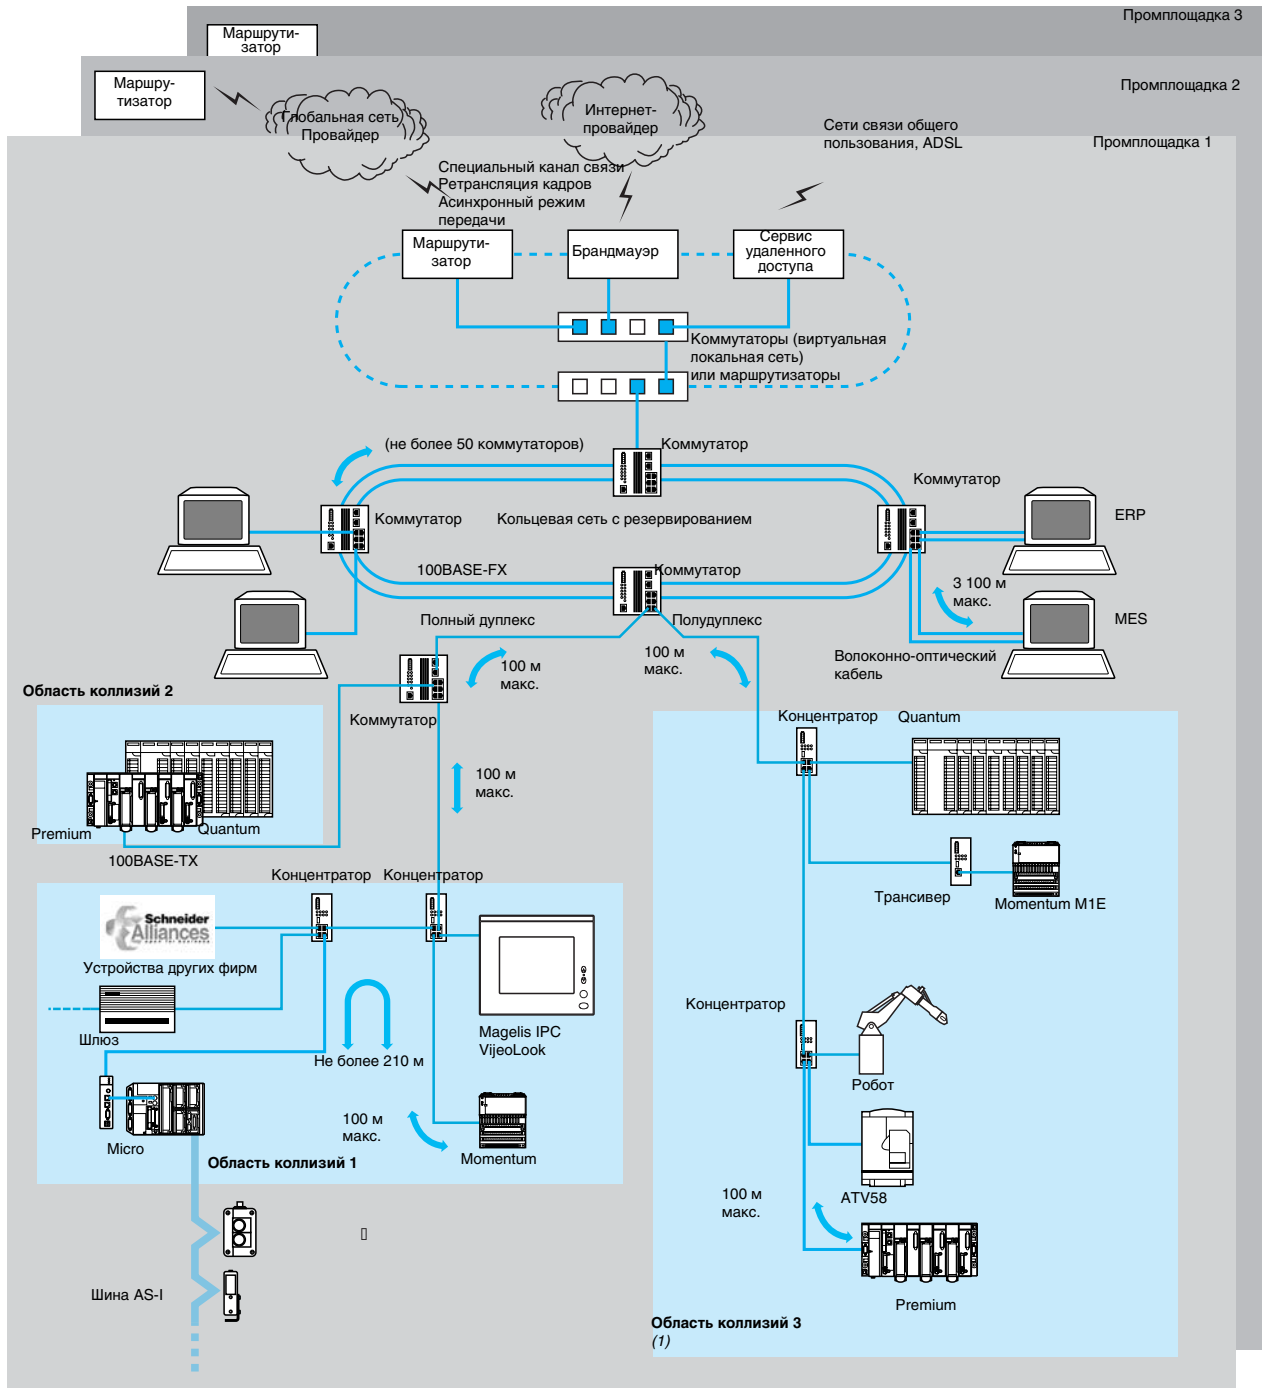 Промплощадка 3
Маршрути-
затор
Промплощадка 2
Маршру-
тизатор
Глобальная сеть
Провайдер
Интернет-
провайдер
Сети связи общего
пользования, ADSL
Промплощадка 1
Специальный канал связи
Ретрансляция кадров
Асинхронный режим
передачи
Маршрути-
затор
Брандмауэр
Сервис
удаленного
доступа
Коммутаторы (виртуальная
локальная сеть)
или маршрутизаторы
(не более 50 коммутаторов)
Коммутатор
Коммутатор
Коммутатор
Кольцевая сеть с резервированием
ERP
100BASE-FX
Коммутатор
3 100 м
макс.
MES
Полный дуплекс
Полудуплекс
100 м
макс.
100 м
макс.
Волоконно-оптический
кабель
Область коллизий 2
Коммутатор
Концентратор
Quantum
100 м
макс.
Premium
Quantum
100BASE-TX
Концентратор
Концентратор
Трансивер
Momentum M1E
Schneider
Alliances
Устройства других фирм
Шлюз
Не более 210 м
Magelis IPC
VijeoLook
Концентратор
Робот
100 м
макс.
Micro
Momentum
Область коллизий 1
ATV58
100 м
макс.
Шина AS-I
Premium
Область коллизий 3
(1)